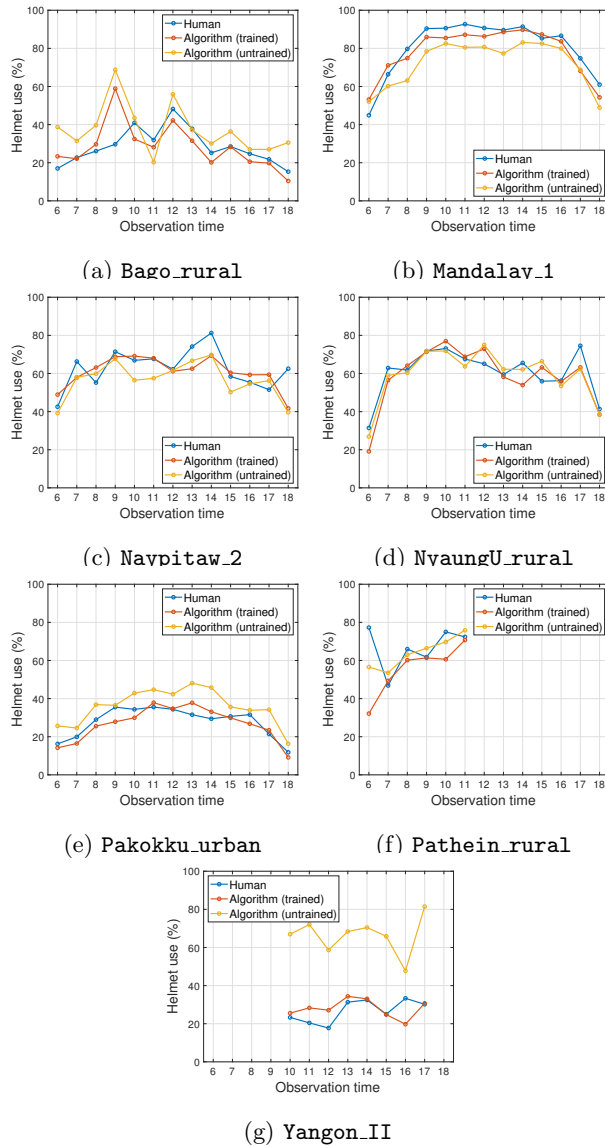 100
80
60
40
20
0
Helmet use (%)
Human
Algorithm (trained)
Algorithm (untrained)
6 7 8 9 10 11 12 13 14 15 16 17 18
Observation time
(a) Bago_rural
100
80
60
40
20
0
Helmet use (%)
Human
Algorithm (trained)
Algorithm (untrained)
6 7 8 9 10 11 12 13 14 15 16 17 18
Observation time
(b) Mandalay_1
100
80
60
40
20
0
Helmet use (%)
Human
Algorithm (trained)
Algorithm (untrained)
6 7 8 9 10 11 12 13 14 15 16 17 18
Observation time
(c) Naypitaw_2
100
80
60
40
20
0
Helmet use (%)
Human
Algorithm (trained)
Algorithm (untrained)
6 7 8 9 10 11 12 13 14 15 16 17 18
Observation time
(d) NyaungU_rural
100
80
60
40
20
0
Helmet use (%)
Human
Algorithm (trained)
Algorithm (untrained)
6 7 8 9 10 11 12 13 14 15 16 17 18
Observation time
(e) Pakokku_urban
100
80
60
40
20
0
Helmet use (%)
Human
Algorithm (trained)
Algorithm (untrained)
6 7 8 9 10 11 12 13 14 15 16 17 18
Observation time
(f) Pathein_rural
100
80
60
40
20
0
Helmet use (%)
Human
Algorithm (trained)
Algorithm (untrained)
6 7 8 9 10 11 12 13 14 15 16 17 18
Observation time
(g) Yangon_II